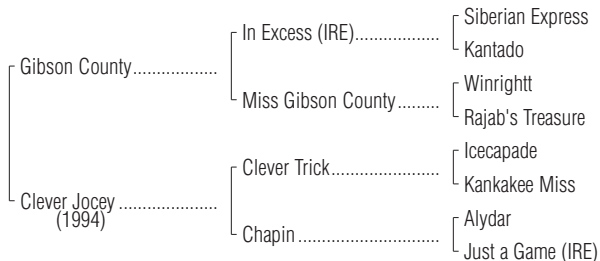 Siberian Express
In Excess (IRE)...................
Kantado
Gibson County..................
Winrightt
Miss Gibson County.........
Rajab's Treasure
Icecapade
Clever Trick.......................
Kankakee Miss
Clever Jocey .....................
(1994)
Alydar
Chapin ..............................
Just a Game (IRE)